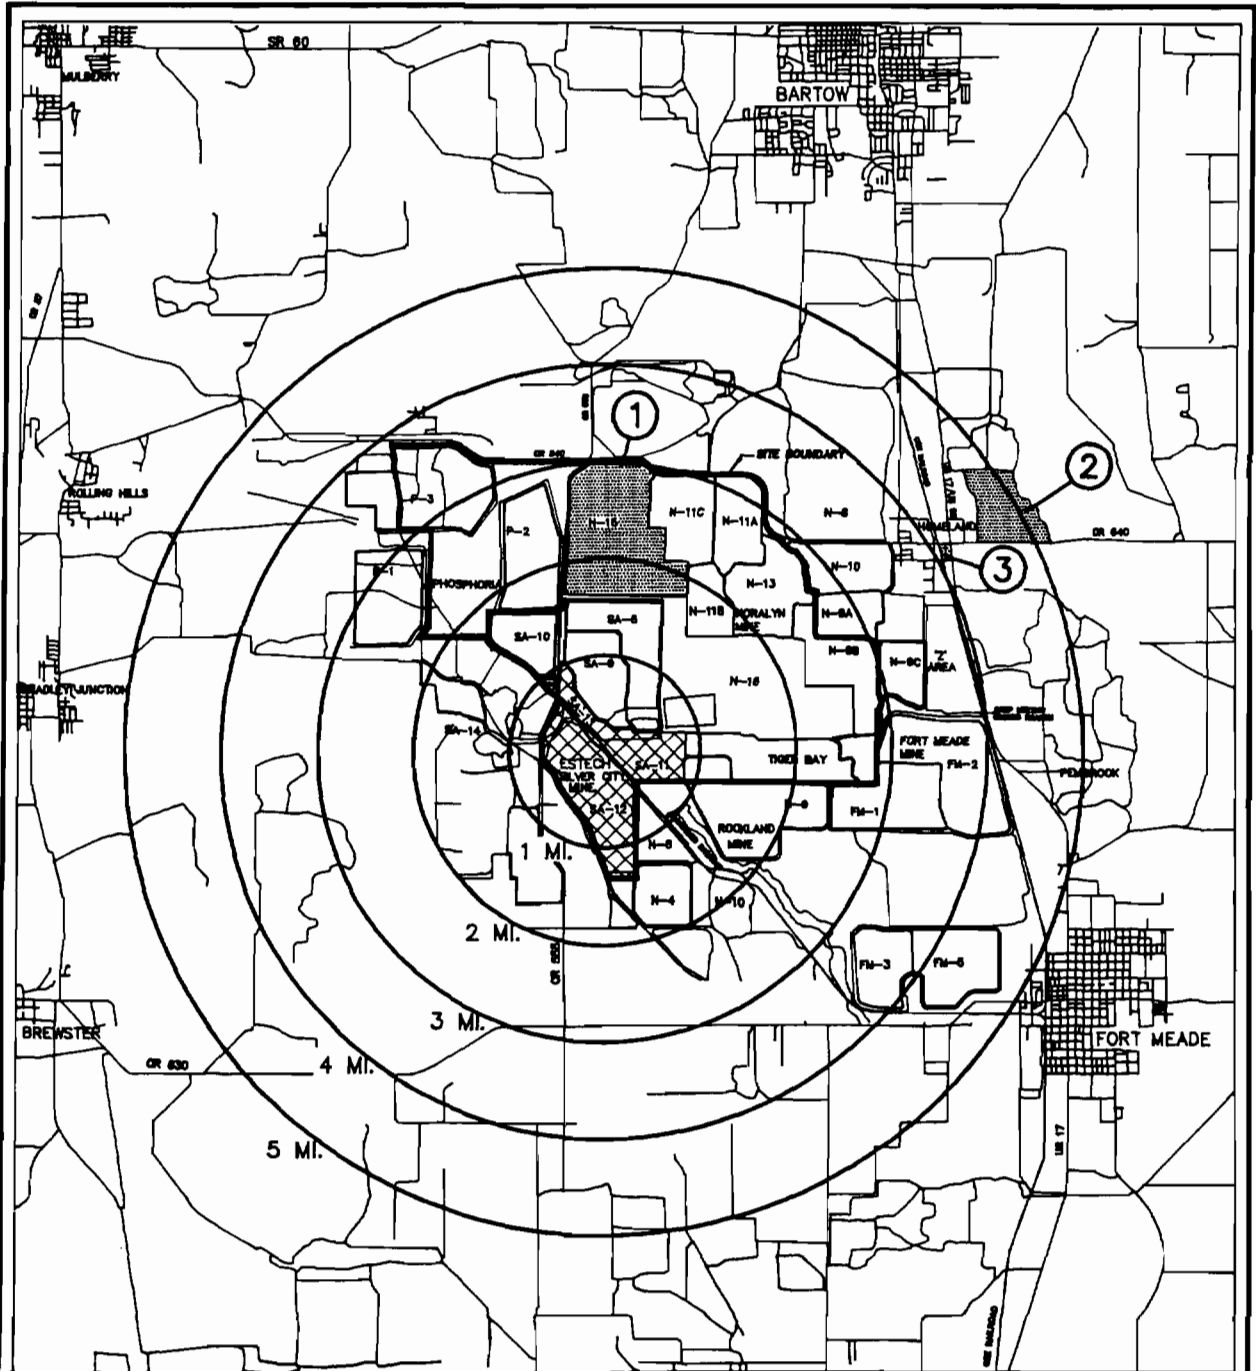 SR 60
MULBERRY
BARTOW
1
CR 640
SITE BOUNDARY
2
ROLLING HILLS
P-3
N-11C
N-11A
N-8
HOMELAND
CR 640
P-2
3
N-10
PHOSPHORIA
N-13
N-11B
NORALYN
MINE
N-9A
SA-10
SA-8
N-9B
N-9C
"Z"
AREA
SA-9
N-15
BRADLEY JUNCTION
SA-14
FORT MEADE
MINE
FM-2
TIGER BAY
ESTECH
SILVER CITY
MINE
SA-11
PEMBROOK
SA-12
FM-1
ROCKLAND
MINE
1 MI.
N-4
N-10
2 MI.
CR 555
FM-3
FM-5
3 MI.
BREWSTER
FORT MEADE
CR 630
4 MI.
5 MI.
US 17